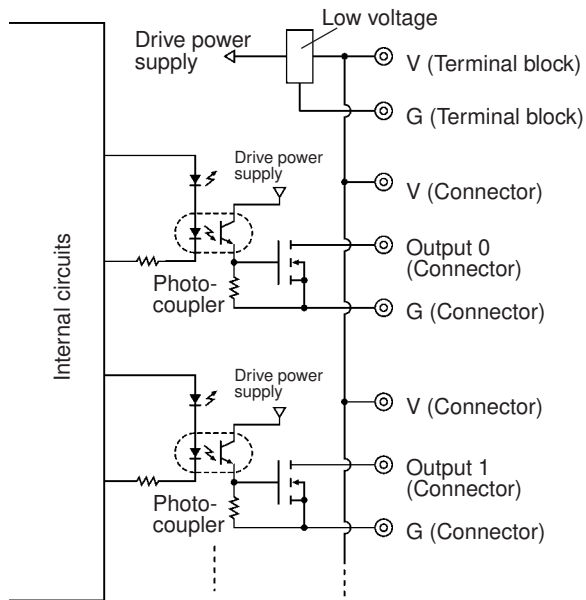 Low voltage
Drive power
supply
V (Terminal block)
G (Terminal block)
Internal circuits
Drive power
supply
V (Connector)
Output 0
(Connector)
Photo-
coupler
G (Connector)
Drive power
supply
V (Connector)
Output 1
(Connector)
Photo-
coupler
G (Connector)